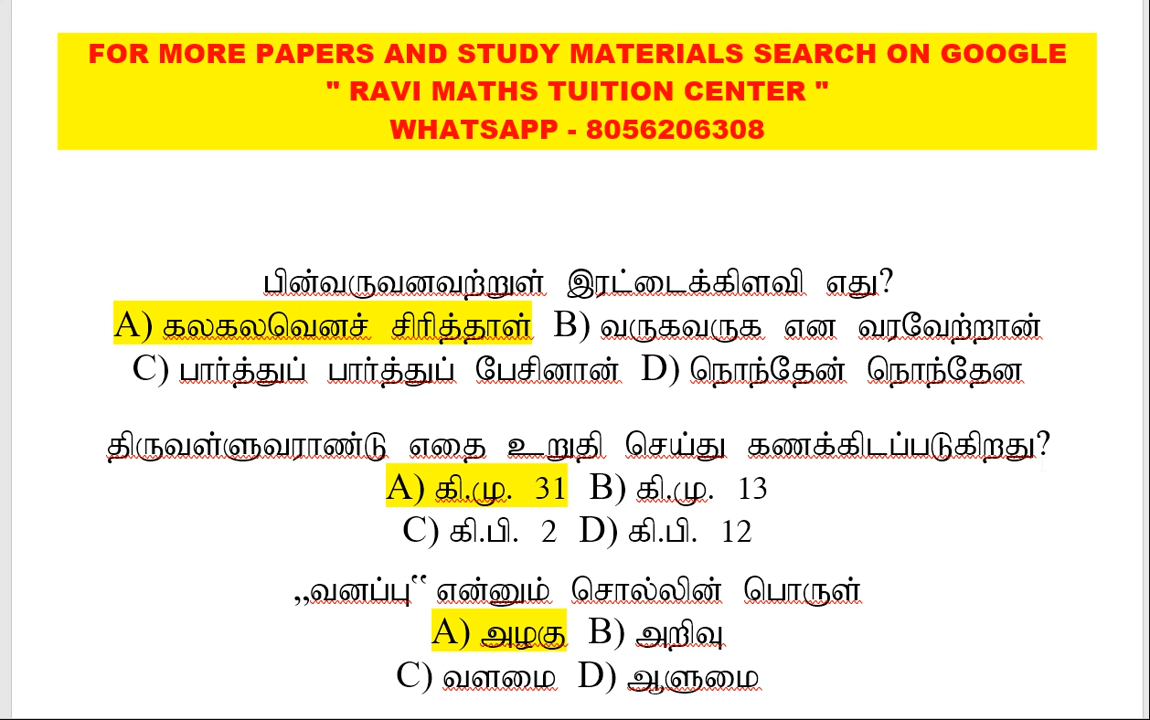 FOR MORE PAPERS AND STUDY MATERIALS SEARCH ON GOOGLE
" RAVI MATHS TUITION CENTER "
WHATSAPP - 8056206308
பின்வருவனவற்றுள் இரட்டைக்கிளவி எது?
A) கலகலவெனச் சிரித்தாள் B) வருகவருக என வரவேற்றான்
C) பார்த்துப் பார்த்துப் பேசினான் D) நொந்தேன் நொந்தேன
திருவள்ளுவராண்டு எதை உறுதி செய்து கணக்கிடப்படுகிறது?
A) கி.மு. 31 B) கி.மு. 13
C) கி.பி. 2 D) கி.பி. 12
„வனப்பு‟ என்னும் சொல்லின் பொருள்
A) அழகு B) அறிவு
C) வளமை D) ஆளுமை